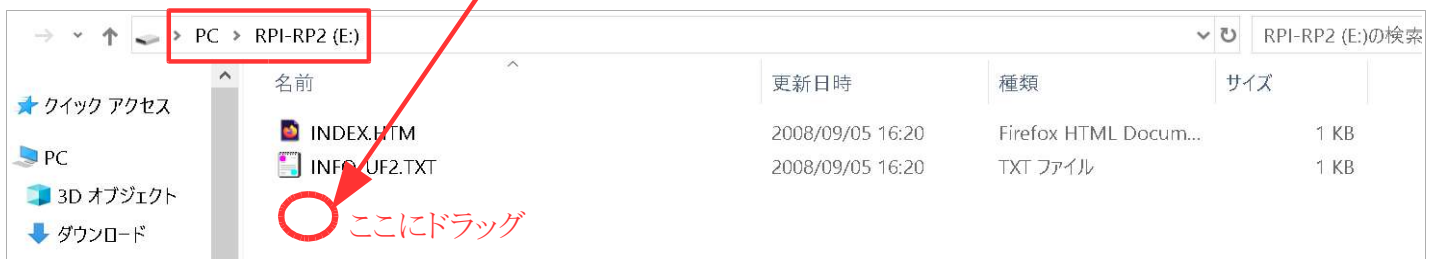 PC > RPI-RP2 (E:)
RPI-RP2 (E:)の検索
名前 更新日時 種類 サイズ
クイック アクセス
INDEX.HTM 2008/09/05 16:20 Firefox HTML Docum... 1 KB
PC
INFO_UF2.TXT 2008/09/05 16:20 TXT ファイル 1 KB
3D オブジェクト
ここにドラッグ
ダウンロード